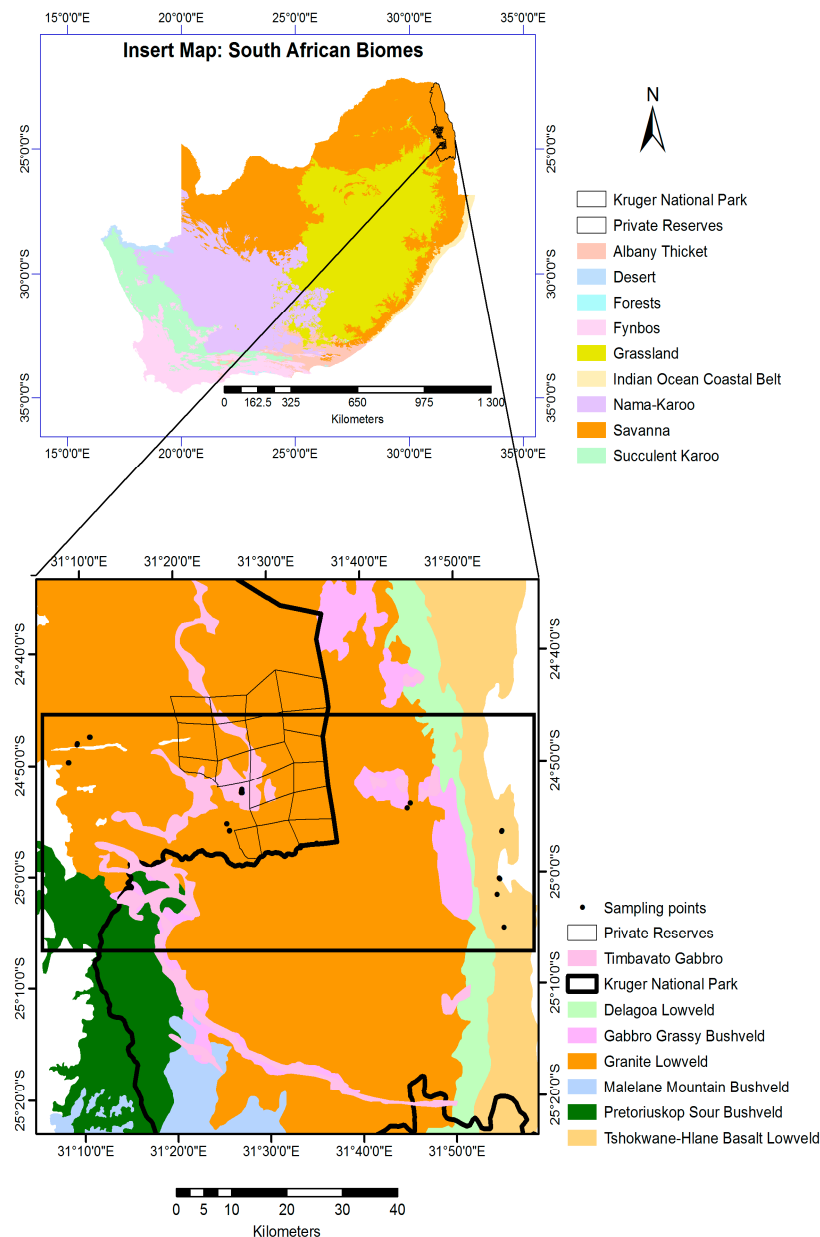 15°0'0"E 20°0'0"E 25°0'0"E 30°0'0"E 35°0'0"E
Insert Map: South African Biomes
25°0'0"S
30°0'0"S
35°0'0"S
25°0'0"S
30°0'0"S
35°0'0"S
0 162.5 325 650 975 1 300
Kilometers
15°0'0"E 20°0'0"E 25°0'0"E 30°0'0"E 35°0'0"E
N
Kruger National Park
Private Reserves
Albany Thicket
Desert
Forests
Fynbos
Grassland
Indian Ocean Coastal Belt
Nama-Karoo
Savanna
Succulent Karoo
31°10'0"E 31°20'0"E 31°30'0"E 31°40'0"E 31°50'0"E
24°40'0"S
24°50'0"S
25°0'0"S
25°10'0"S
25°20'0"S
24°40'0"S
24°50'0"S
25°0'0"S
25°10'0"S
25°20'0"S
31°10'0"E 31°20'0"E 31°30'0"E 31°40'0"E 31°50'0"E
Sampling points
Private Reserves
Timbavato Gabbro
Kruger National Park
Delagoa Lowveld
Gabbro Grassy Bushveld
Granite Lowveld
Malelane Mountain Bushveld
Pretoriuskop Sour Bushveld
Tshokwane-Hlane Basalt Lowveld
0 5 10 20 30 40
Kilometers